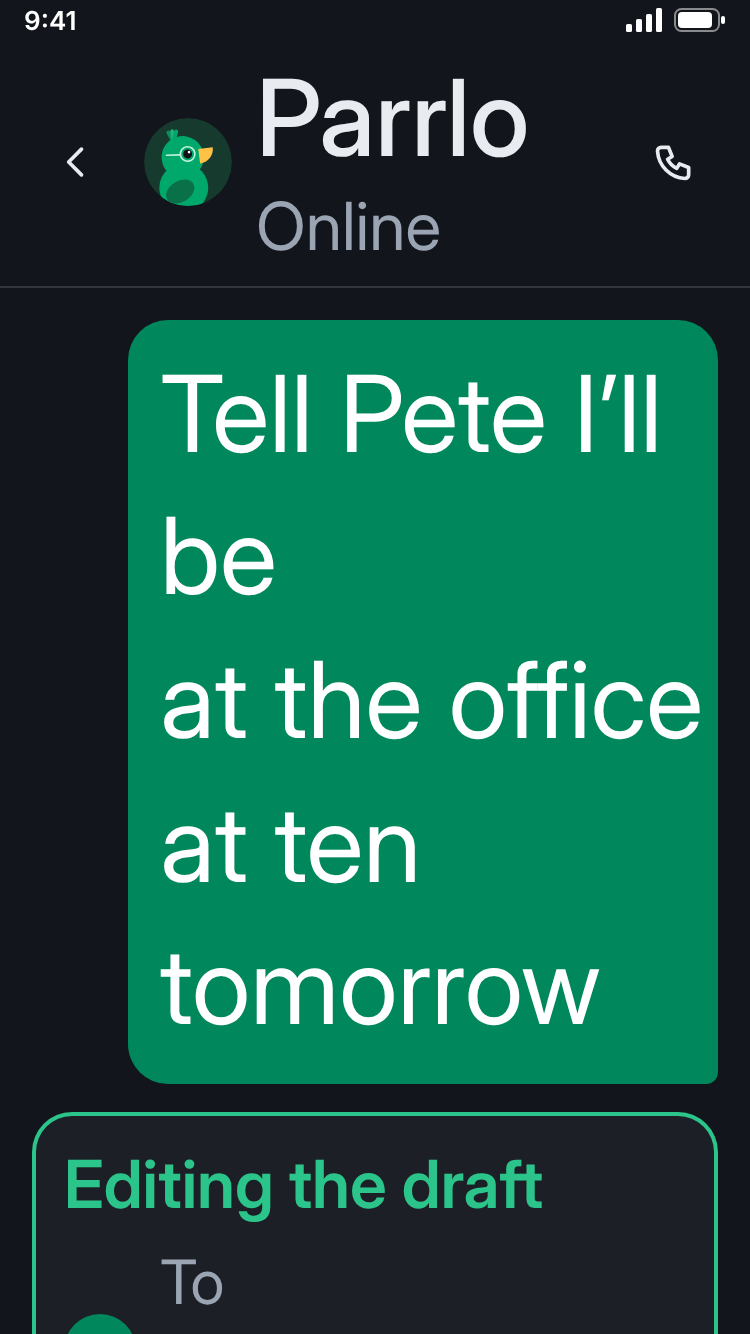 9:41
Parrlo
Online
Tell Pete I’ll
be
at the office
at ten
tomorrow
Editing the draft
To